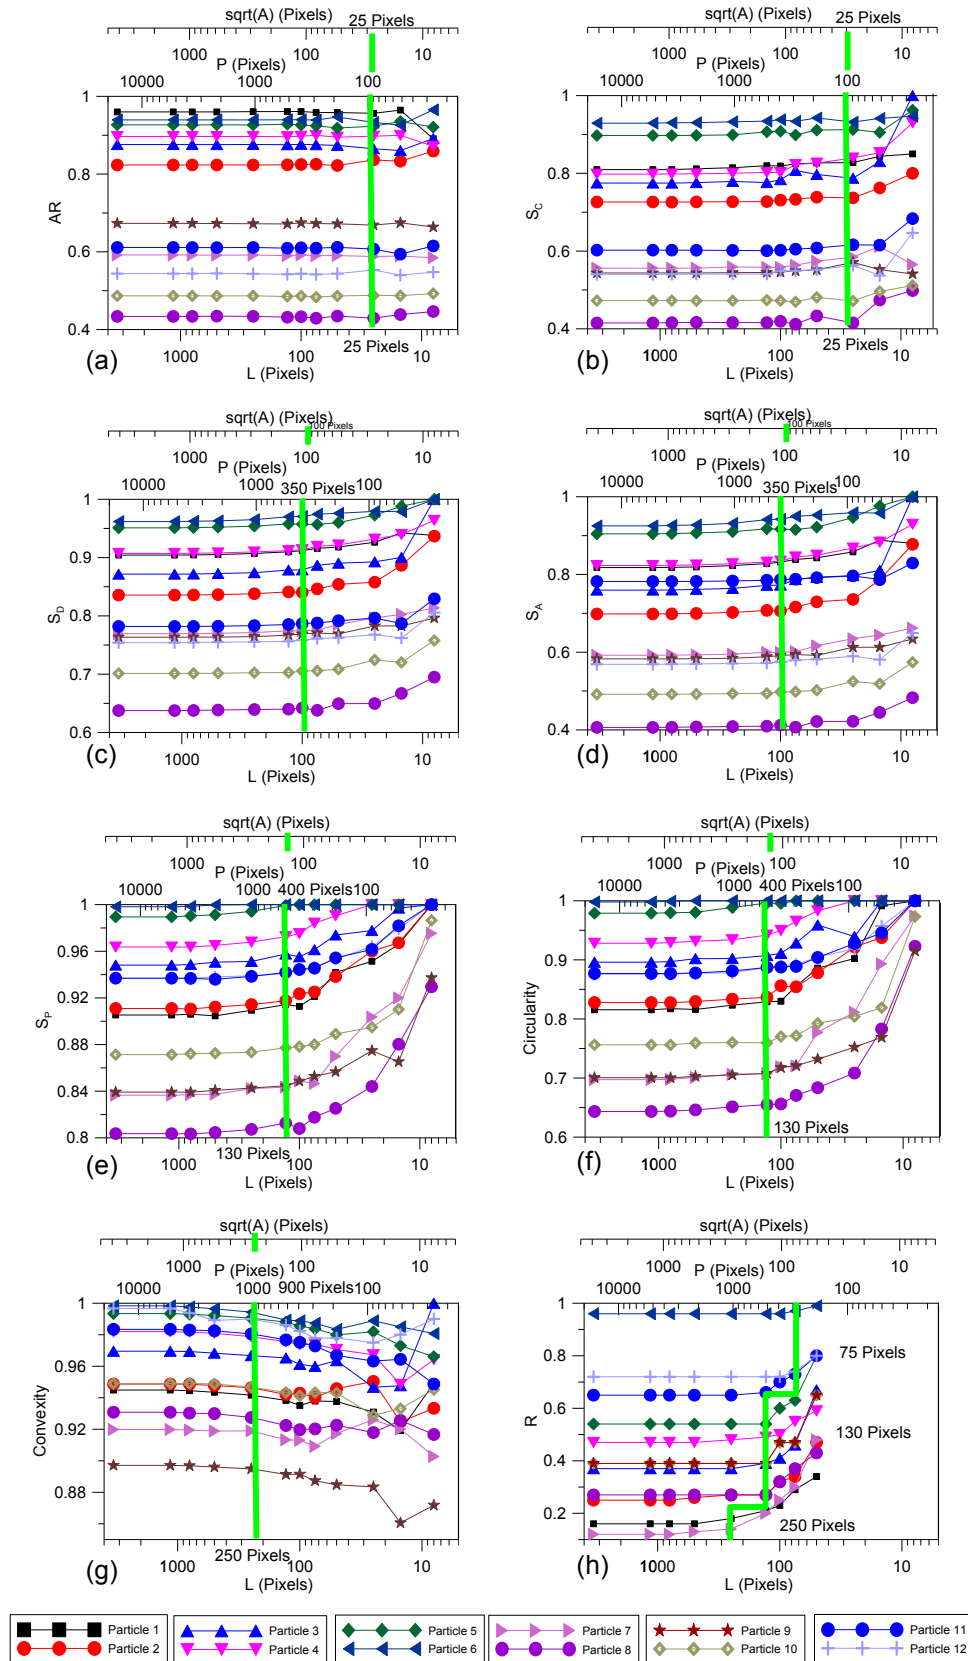 sqrt(A) (Pixels)
25 Pixels
1000 100 10
P (Pixels)
10000 1000 100
1
0.8
AR
0.6
0.4
25 Pixels
(a)
1000 100 10
L (Pixels)
sqrt(A) (Pixels)
25 Pixels
1000 100 10
P (Pixels)
10000 1000 100
1
0.8
SC
0.6
0.4
25 Pixels
(b)
1000 100 10
L (Pixels)
sqrt(A) (Pixels)
100 Pixels
1000 100 10
P (Pixels)
10000 1000 100
350 Pixels
1
0.9
SD
0.8
0.7
0.6
(c)
1000 100 10
L (Pixels)
sqrt(A) (Pixels)
100 Pixels
1000 100 10
P (Pixels)
10000 1000 100
350 Pixels
1
0.8
SA
0.6
0.4
(d)
1000 100 10
L (Pixels)
sqrt(A) (Pixels)
1000 100 10
P (Pixels)
10000 1000 400 Pixels 100
1
0.96
0.92
SP
0.88
0.84
0.8
130 Pixels
(e)
1000 100 10
L (Pixels)
sqrt(A) (Pixels)
1000 100 10
P (Pixels)
10000 1000 400 Pixels 100
1
0.9
Circularity
0.8
0.7
0.6
130 Pixels
(f)
1000 100 10
L (Pixels)
sqrt(A) (Pixels)
1000 100 10
P (Pixels)
10000 1000 900 Pixels 100
1
0.96
Convexity
0.92
0.88
250 Pixels
(g)
1000 100 10
L (Pixels)
sqrt(A) (Pixels)
1000 100 10
P (Pixels)
10000 1000 100
1
0.8
R
0.6
0.4
0.2
75 Pixels
130 Pixels
250 Pixels
(h)
1000 100 10
L (Pixels)
Particle 1 Particle 3 Particle 5 Particle 7 Particle 9 Particle 11
Particle 2 Particle 4 Particle 6 Particle 8 Particle 10 Particle 12